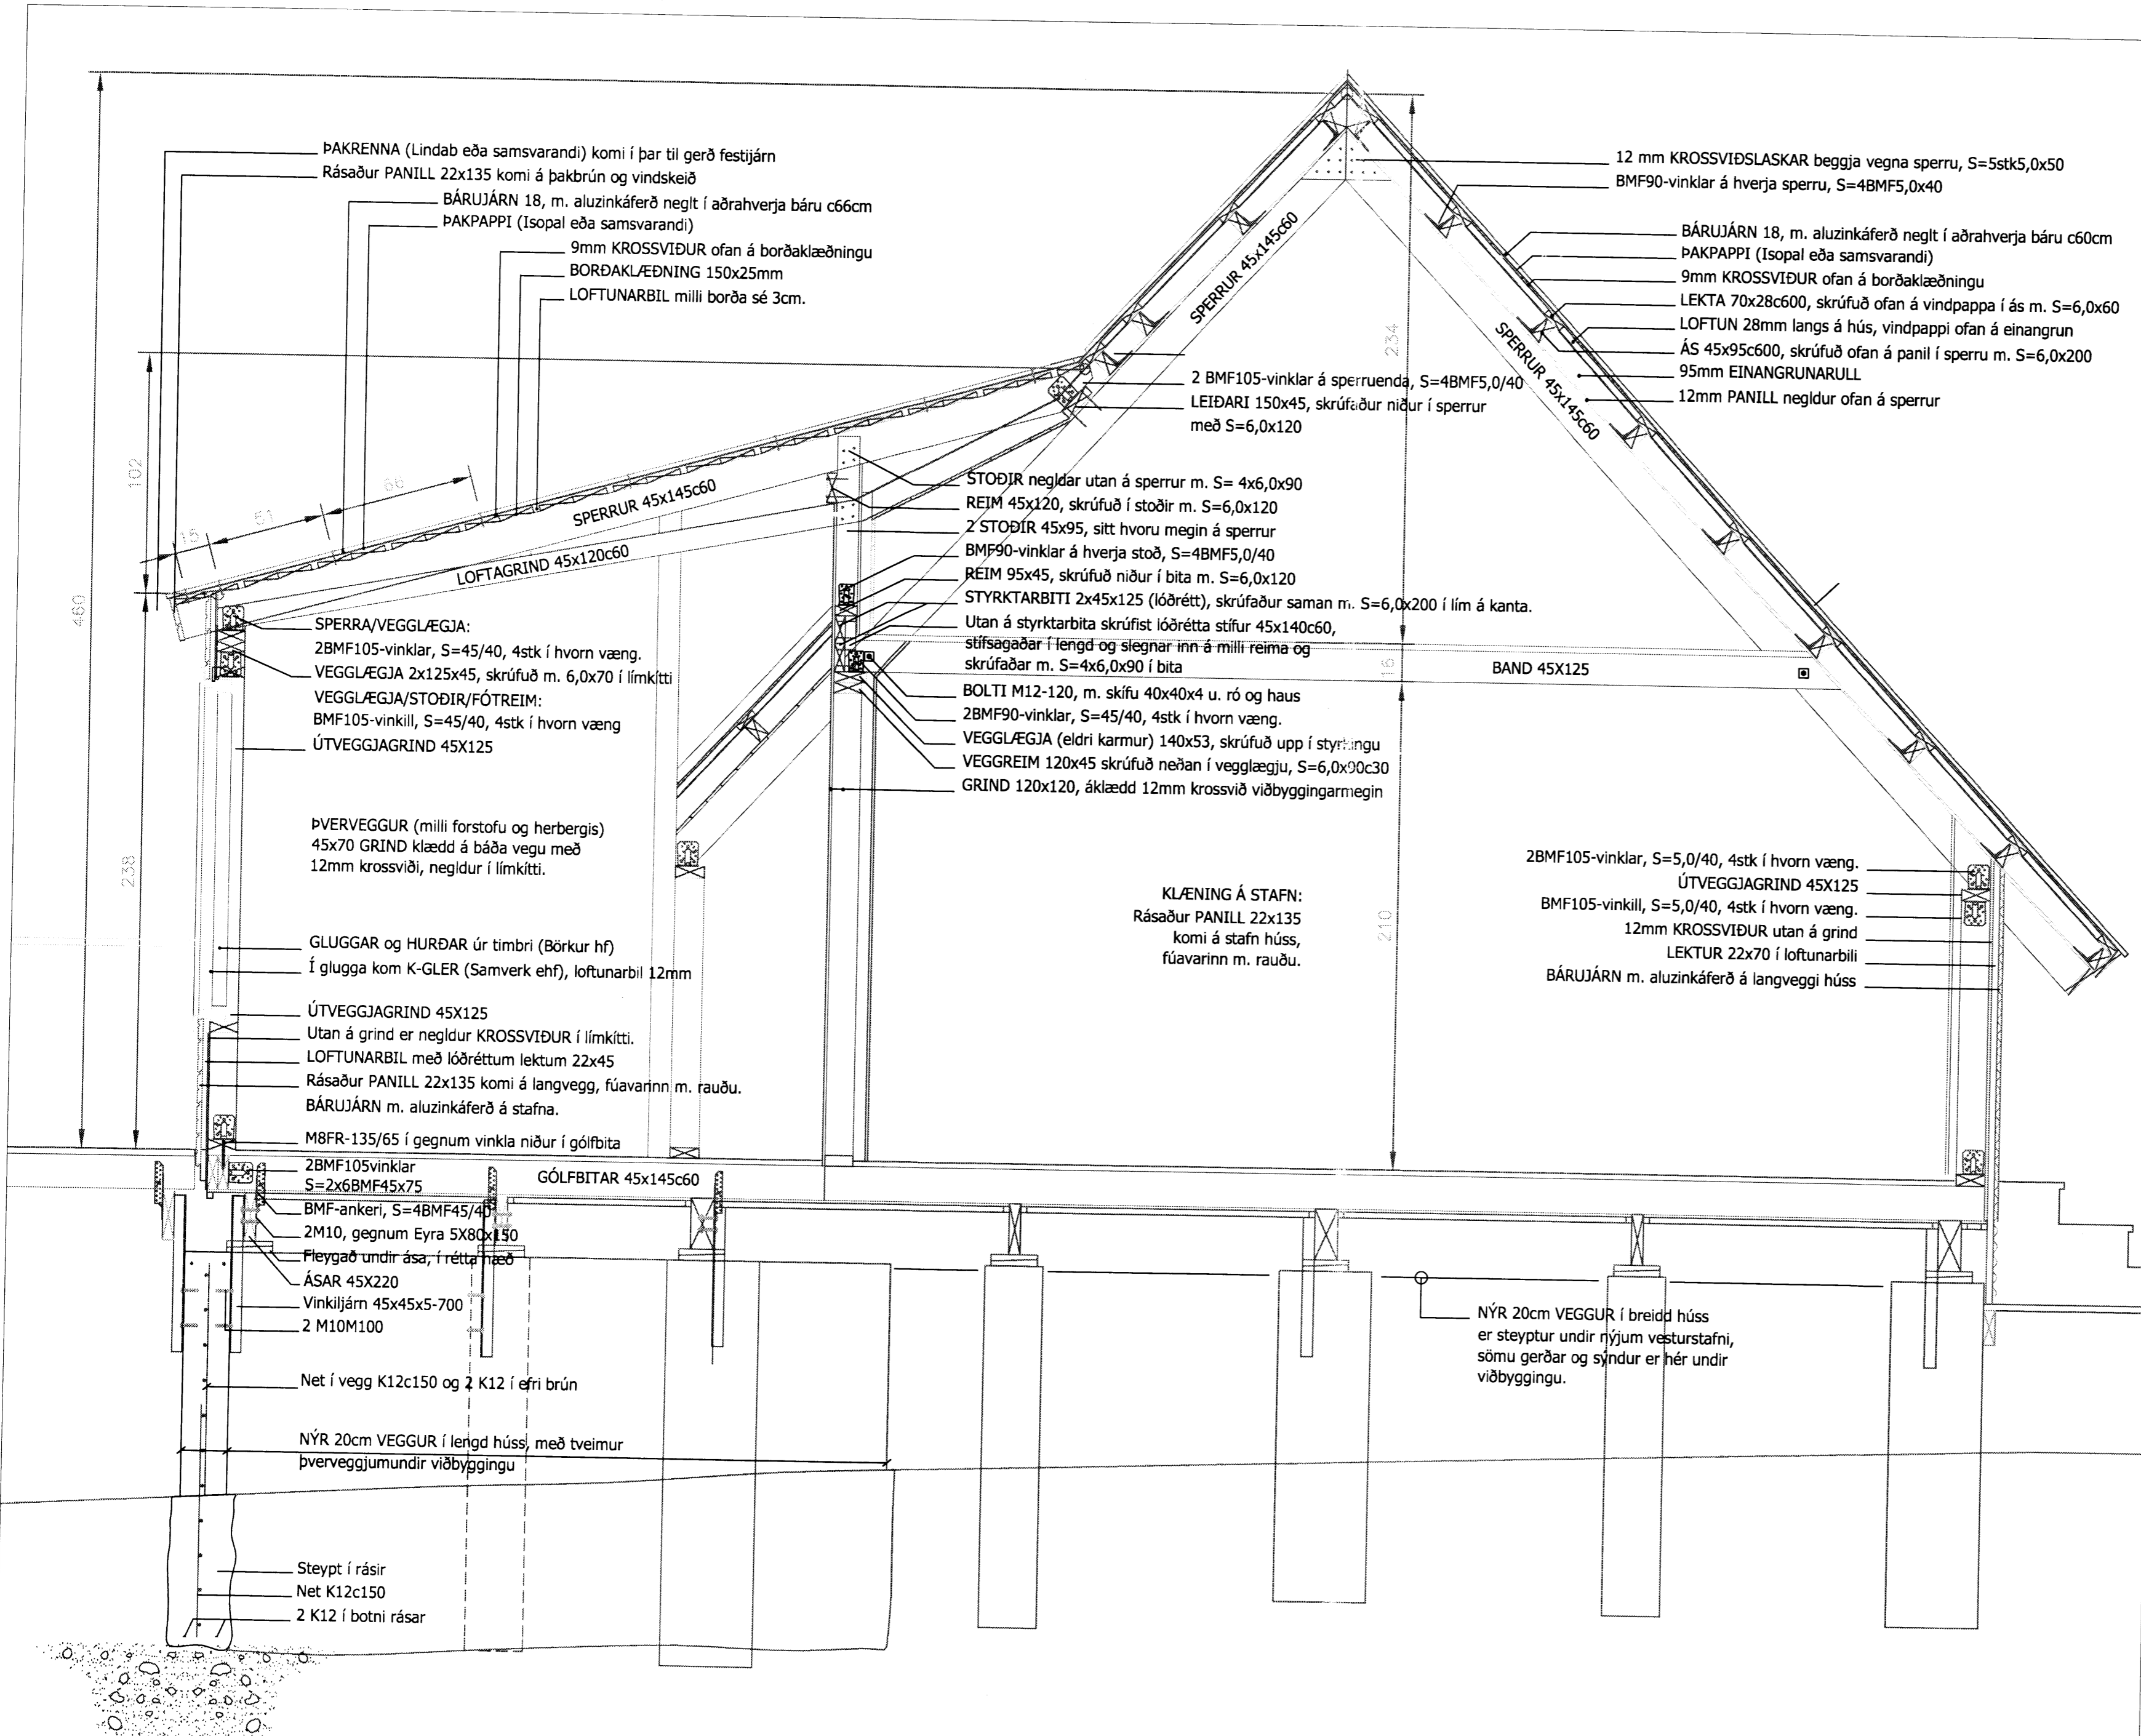 ÞAKRENNA (Lindab eða samsvarandi) komi í þar til gerð festijárn
Rásaður PANILL 22x135 komi á þakbrún og vindskeið
BÁRUJÁRN 18, m. aluzinkáferð neglt í aðrahverja báru c66cm
ÞAKPAPPI (Isopal eða samsvarandi)
9mm KROSSVIÐUR ofan á borðaklæðningu
BORÐAKLÆÐNING 150x25mm
LOFTUNARBIL milli borða sé 3cm.
12 mm KROSSVIÐSLASKAR beggja vegna sperru, S=5stk5,0x50
BMF90-vinklar á hverja sperru, S=4BMF5,0x40
BÁRUJÁRN 18, m. aluzinkáferð neglt í aðrahverja báru c60cm
ÞAKPAPPI (Isopal eða samsvarandi)
9mm KROSSVIÐUR ofan á borðaklæðningu
LEKTA 70x28c600, skrúfuð ofan á vindpappa í ás m. S=6,0x60
LOFTUN 28mm langs á hús, vindpappi ofan á einangrun
ÁS 45x95c600, skrúfuð ofan á panil í sperru m. S=6,0x200
95mm EINANGRUNARULL
12mm PANILL negldur ofan á sperrur
SPERRUR 45x145c60
SPERRUR 45x145c60
234
2 BMF105-vinklar á sperruenda, S=4BMF5,0/40
LEIÐARI 150x45, skrúfaður niður í sperrur
með S=6,0x120
102
66
51
16
SPERRUR 45x145c60
LOFTAGRIND 45x120c60
460
STOÐIR negldar utan á sperrur m. S= 4x6,0x90
REIM 45x120, skrúfuð í stoðir m. S=6,0x120
2 STOÐIR 45x95, sitt hvoru megin á sperrur
BMF90-vinklar á hverja stoð, S=4BMF5,0/40
REIM 95x45, skrúfuð niður í bita m. S=6,0x120
STYRKTARBITI 2x45x125 (lóðrétt), skrúfaður saman m. S=6,0x200 í lím á kanta.
Utan á styrktarbita skrúfist lóðrétta stífur 45x140c60,
stífsagaðar í lengd og slegnar inn á milli reima og
skrúfaðar m. S=4x6,0x90 í bita
BOLTI M12-120, m. skífu 40x40x4 u. ró og haus
2BMF90-vinklar, S=45/40, 4stk í hvorn væng.
VEGGLÆGJA (eldri karmur) 140x53, skrúfuð upp í styrkingu
VEGGREIM 120x45 skrúfuð neðan í vegglægju, S=6,0x90c30
GRIND 120x120, áklædd 12mm krossvið viðbyggingarmegin
16
BAND 45X125
SPERRA/VEGGLÆGJA:
2BMF105-vinklar, S=45/40, 4stk í hvorn væng.
VEGGLÆGJA 2x125x45, skrúfuð m. 6,0x70 í límkítti
VEGGLÆGJA/STOÐIR/FÓTREIM:
BMF105-vinkill, S=45/40, 4stk í hvorn væng
ÚTVEGGJAGRIND 45X125
238
ÞVERVEGGUR (milli forstofu og herbergis)
45x70 GRIND klædd á báða vegu með
12mm krossviði, negldur í límkítti.
KLÆNING Á STAFN:
Rásaður PANILL 22x135
komi á stafn húss,
fúavarinn m. rauðu.
210
2BMF105-vinklar, S=5,0/40, 4stk í hvorn væng.
ÚTVEGGJAGRIND 45X125
BMF105-vinkill, S=5,0/40, 4stk í hvorn væng.
12mm KROSSVIÐUR utan á grind
LEKTUR 22x70 í loftunarbili
BÁRUJÁRN m. aluzinkáferð á langveggi húss
GLUGGAR og HURÐAR úr timbri (Börkur hf)
Í glugga kom K-GLER (Samverk ehf), loftunarbil 12mm
ÚTVEGGJAGRIND 45X125
Utan á grind er negldur KROSSVIÐUR í límkítti.
LOFTUNARBIL með lóðréttum lektum 22x45
Rásaður PANILL 22x135 komi á langvegg, fúavarinn m. rauðu.
BÁRUJÁRN m. aluzinkáferð á stafna.
M8FR-135/65 í gegnum vinkla niður í gólfbita
2BMF105vinklar
S=2x6BMF45x75
GÓLFBITAR 45x145c60
BMF-ankeri, S=4BMF45/40
2M10, gegnum Eyra 5X80x150
Fleygað undir ása, í rétta hæð
ÁSAR 45X220
Vinkiljárn 45x45x5-700
2 M10M100
Net í vegg K12c150 og 2 K12 í efri brún
NÝR 20cm VEGGUR í lengd húss, með tveimur
þverveggjumundir viðbyggingu
NÝR 20cm VEGGUR í breidd húss
er steyptur undir nýjum vesturstafni,
sömu gerðar og sýndur er hér undir
viðbyggingu.
Steypt í rásir
Net K12c150
2 K12 í botni rásar